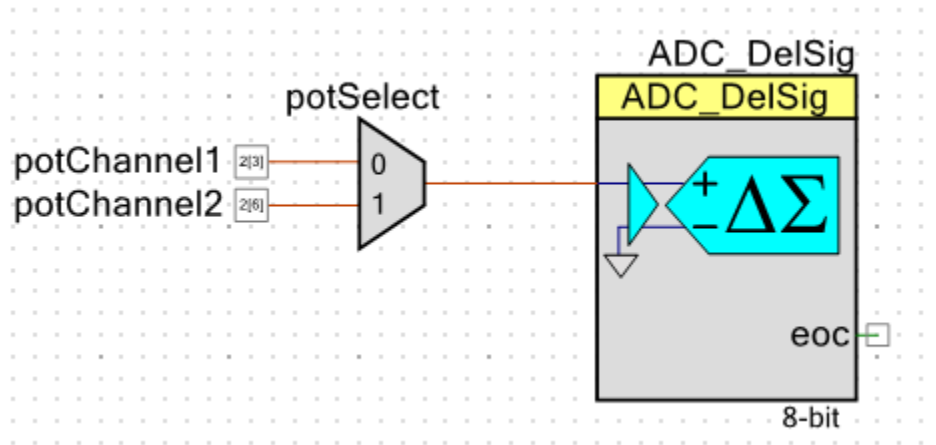 ADC_DelSig
ADC_DelSig
potSelect
potChannel1 2[3] 0
potChannel2 2[6] 1
+ ΔΣ
−
eoc
8-bit